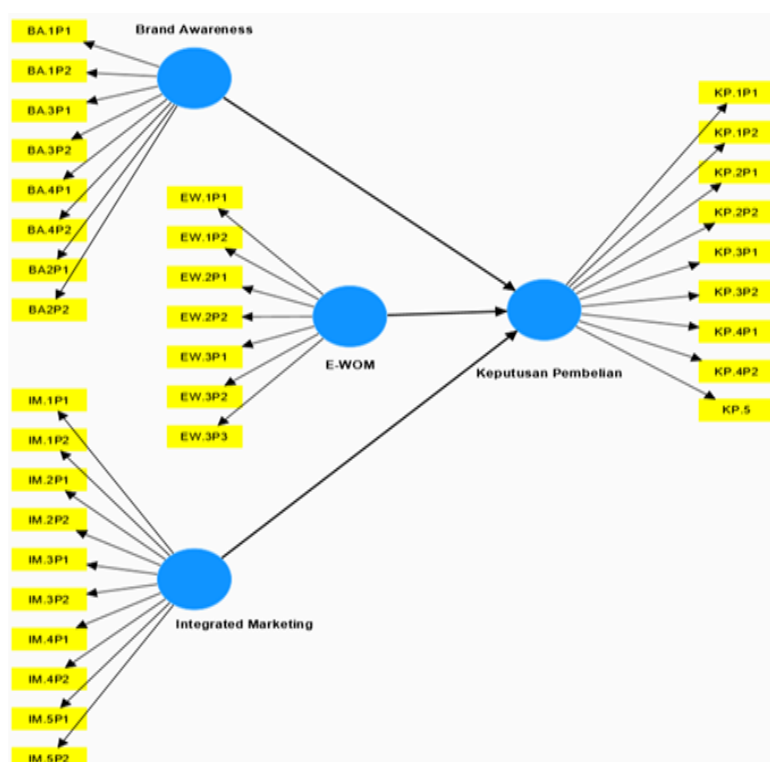 Brand Awareness
BA.1P1
BA.1P2
BA.3P1
BA.3P2
BA.4P1
BA.4P2
BA2P1
BA2P2
EW.1P1
EW.1P2
EW.2P1
EW.2P2
EW.3P1
EW.3P2
EW.3P3
E-WOM
KP.1P1
KP.1P2
KP.2P1
KP.2P2
KP.3P1
KP.3P2
KP.4P1
KP.4P2
KP.5
Keputusan Pembelian
IM.1P1
IM.1P2
IM.2P1
IM.2P2
IM.3P1
IM.3P2
IM.4P1
IM.4P2
IM.5P1
IM.5P2
Integrated Marketing